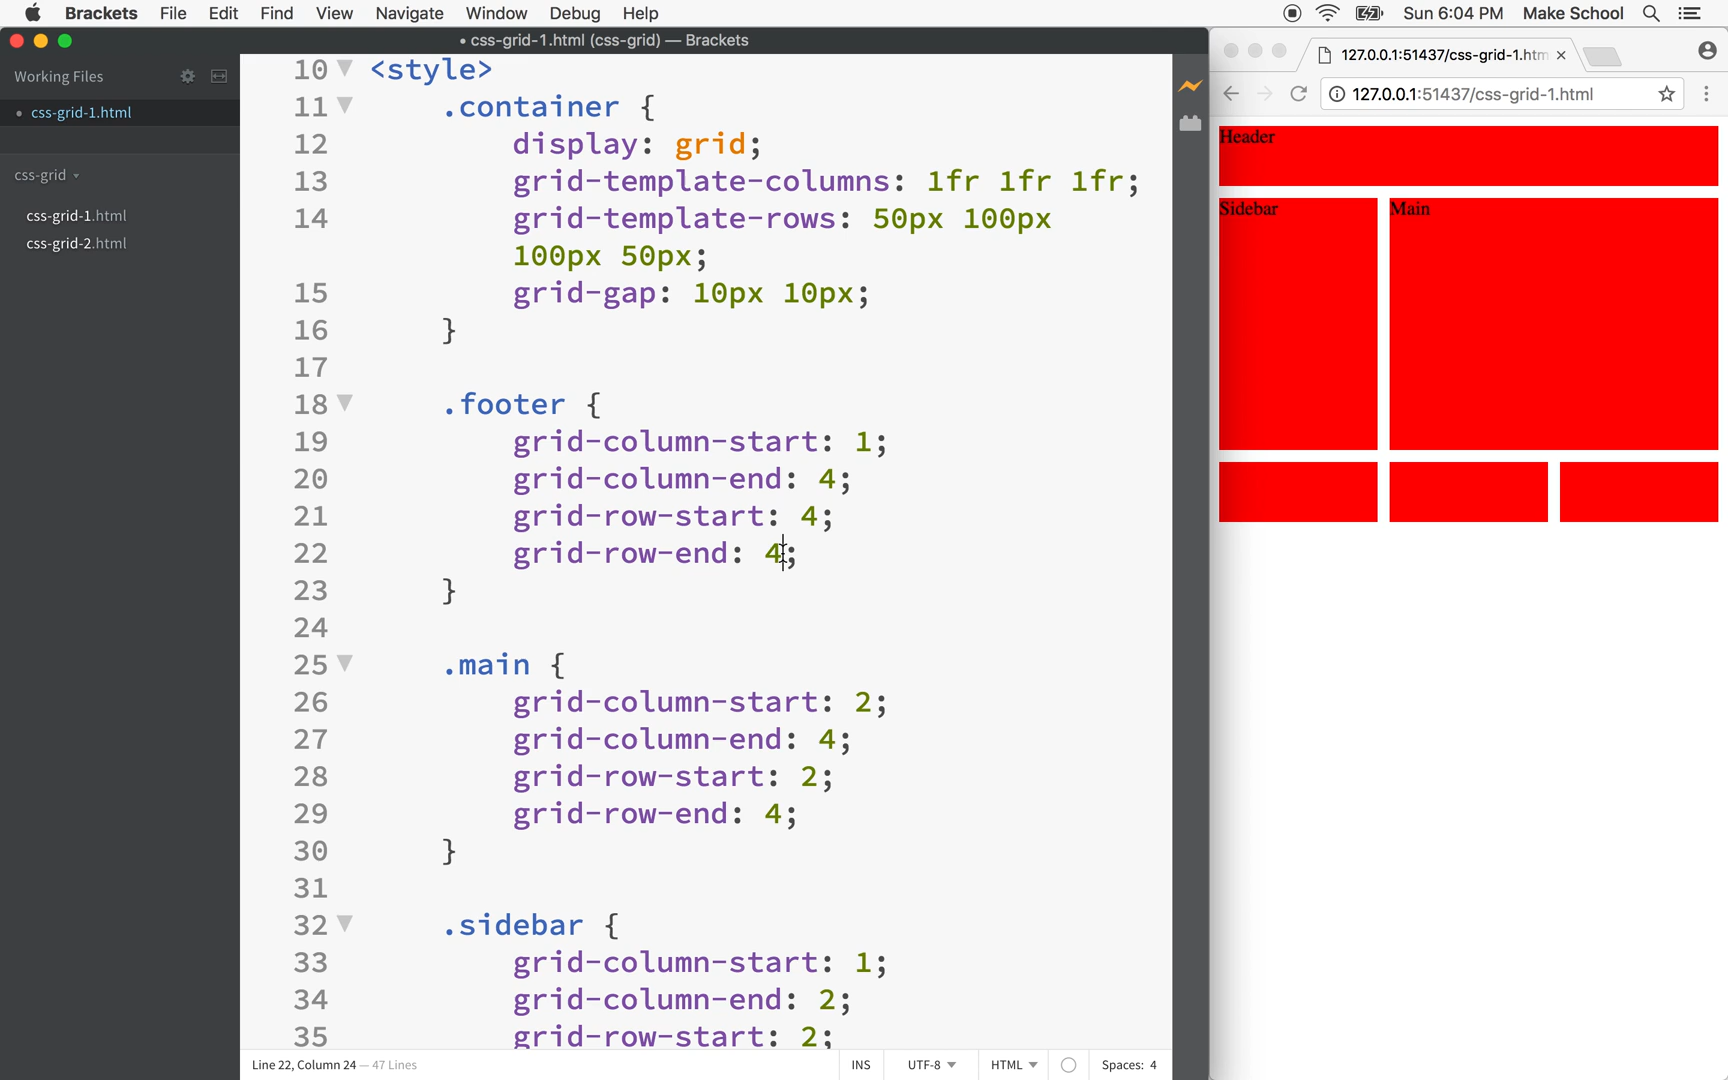 Brackets File Edit Find View Navigate Window Debug Help Sun 6:04 PM Make School
• css-grid-1.html (css-grid) — Brackets
Working Files
• css-grid-1.html
css-grid
css-grid-1.html
css-grid-2.html
10 <style>
11 .container {
12 display: grid;
13 grid-template-columns: 1fr 1fr 1fr;
14 grid-template-rows: 50px 100px
100px 50px;
15 grid-gap: 10px 10px;
16 }
17
18 .footer {
19 grid-column-start: 1;
20 grid-column-end: 4;
21 grid-row-start: 4;
22 grid-row-end: 4;
23 }
24
25 .main {
26 grid-column-start: 2;
27 grid-column-end: 4;
28 grid-row-start: 2;
29 grid-row-end: 4;
30 }
31
32 .sidebar {
33 grid-column-start: 1;
34 grid-column-end: 2;
35 grid-row-start: 2;
Line 22, Column 24 — 47 Lines
INS UTF-8 HTML Spaces: 4
127.0.0.1:51437/css-grid-1.htm
127.0.0.1:51437/css-grid-1.html
Header
Sidebar Main